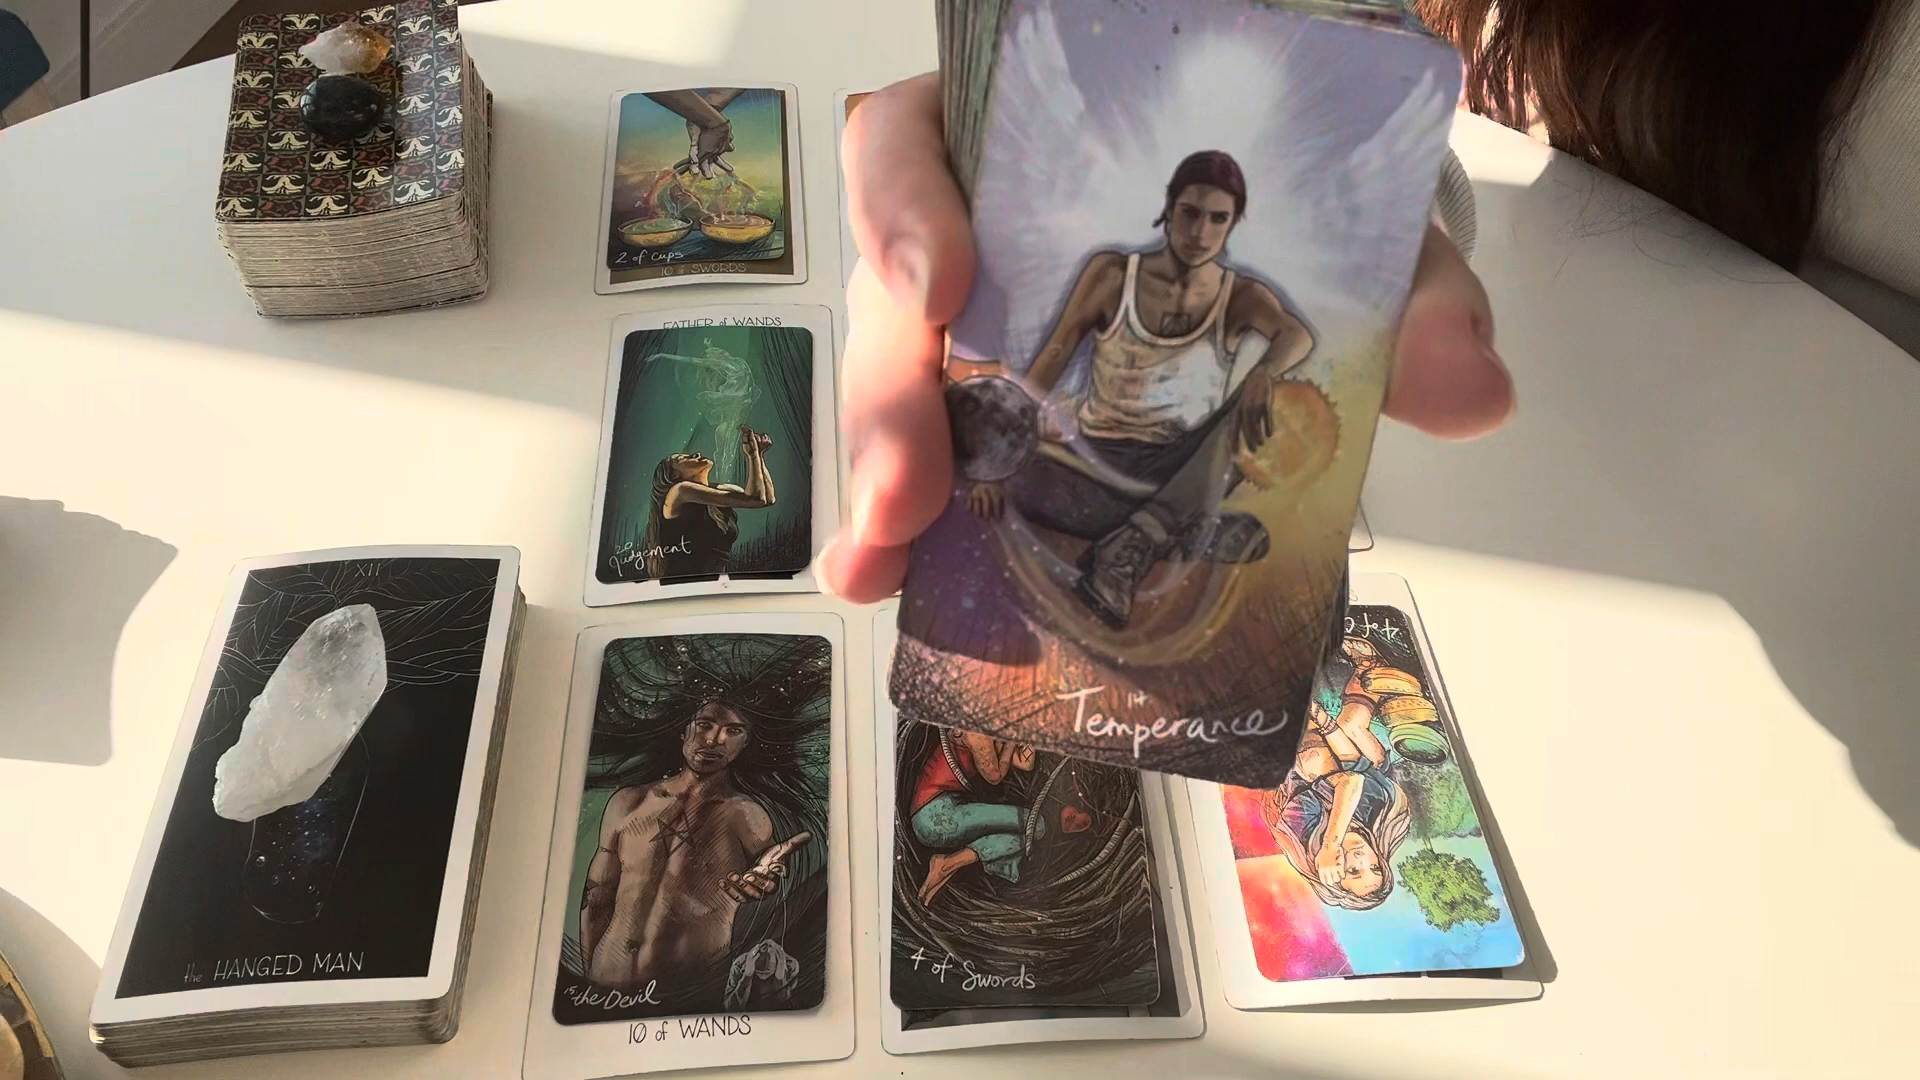 2 of cups
10 of SWORDS
FATHER of WANDS
20
Judgement
14
Temperance
XII
the HANGED MAN
15
the Devil
10 of WANDS
4 of Swords